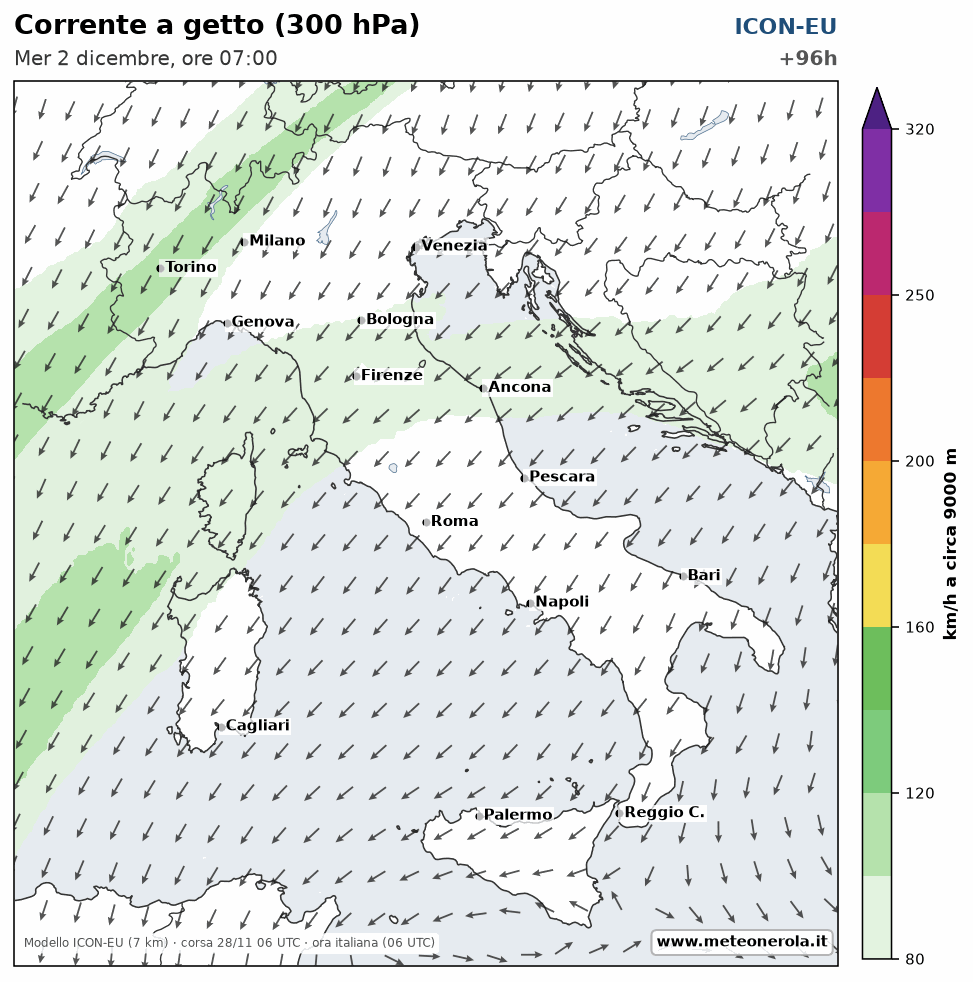 Corrente a getto (300 hPa)
ICON-EU
Mer 2 dicembre, ore 07:00
+96h
320
Milano
Venezia
Torino
250
Genova
Bologna
Firenze
Ancona
200
Pescara
Roma
km/h a circa 9000 m
Bari
Napoli
160
Cagliari
120
Palermo
Reggio C.
Modello ICON-EU (7 km) · corsa 28/11 06 UTC · ora italiana (06 UTC)
www.meteonerola.it
80